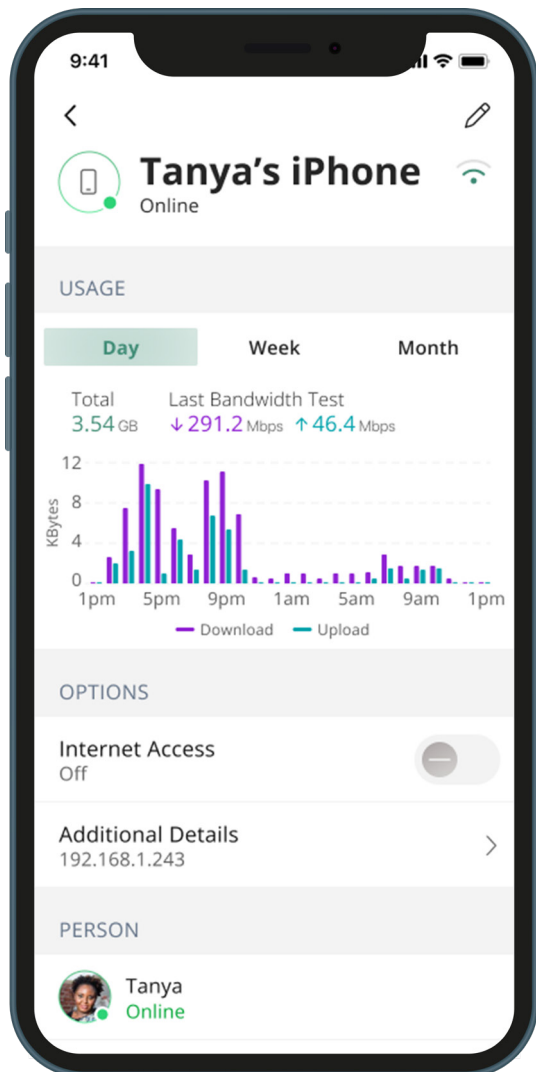 9:41
Tanya's iPhone
Online
USAGE
Day Week Month
Total Last Bandwidth Test
3.54 GB ↓291.2 Mbps ↑46.4 Mbps
KBytes
12
8
4
0
1pm 5pm 9pm 1am 5am 9am 1pm
Download Upload
OPTIONS
Internet Access
Off
Additional Details
192.168.1.243
PERSON
Tanya
Online